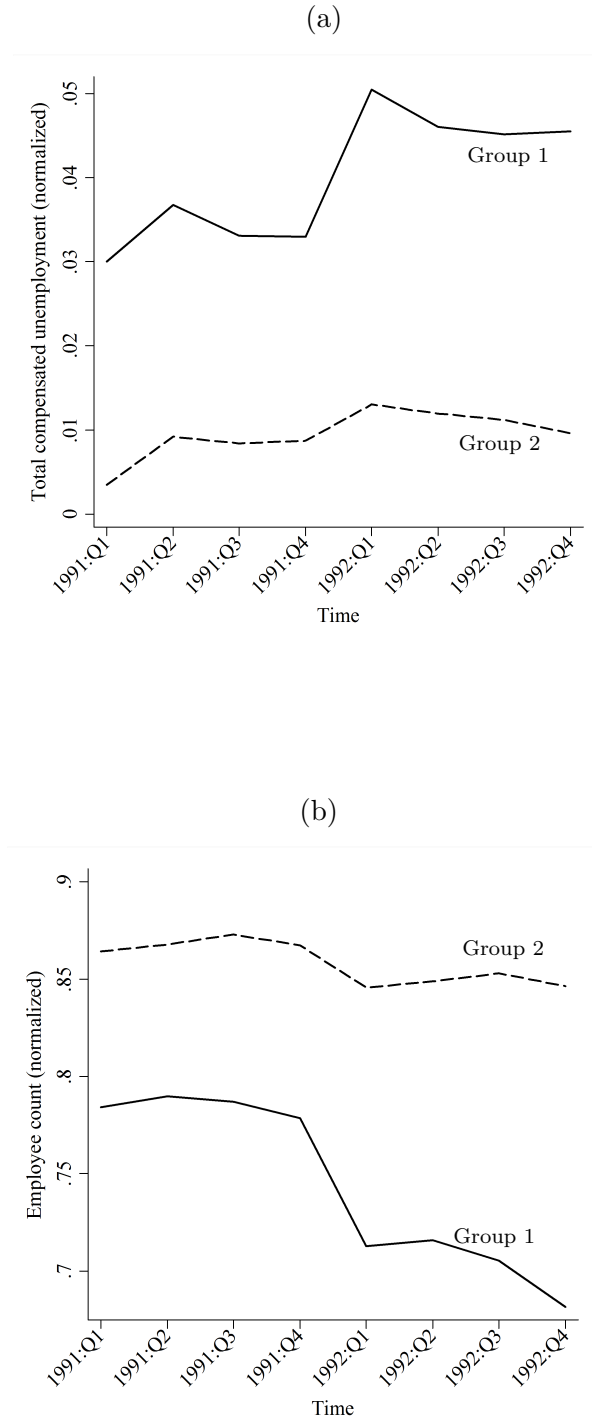 (a)
Total compensated unemployment (normalized)
.05
.04
.03
.02
.01
0
Group 1
Group 2
1991:Q1
1991:Q2
1991:Q3
1991:Q4
1992:Q1
1992:Q2
1992:Q3
1992:Q4
Time
(b)
Employee count (normalized)
.9
.85
.8
.75
.7
Group 2
Group 1
1991:Q1
1991:Q2
1991:Q3
1991:Q4
1992:Q1
1992:Q2
1992:Q3
1992:Q4
Time